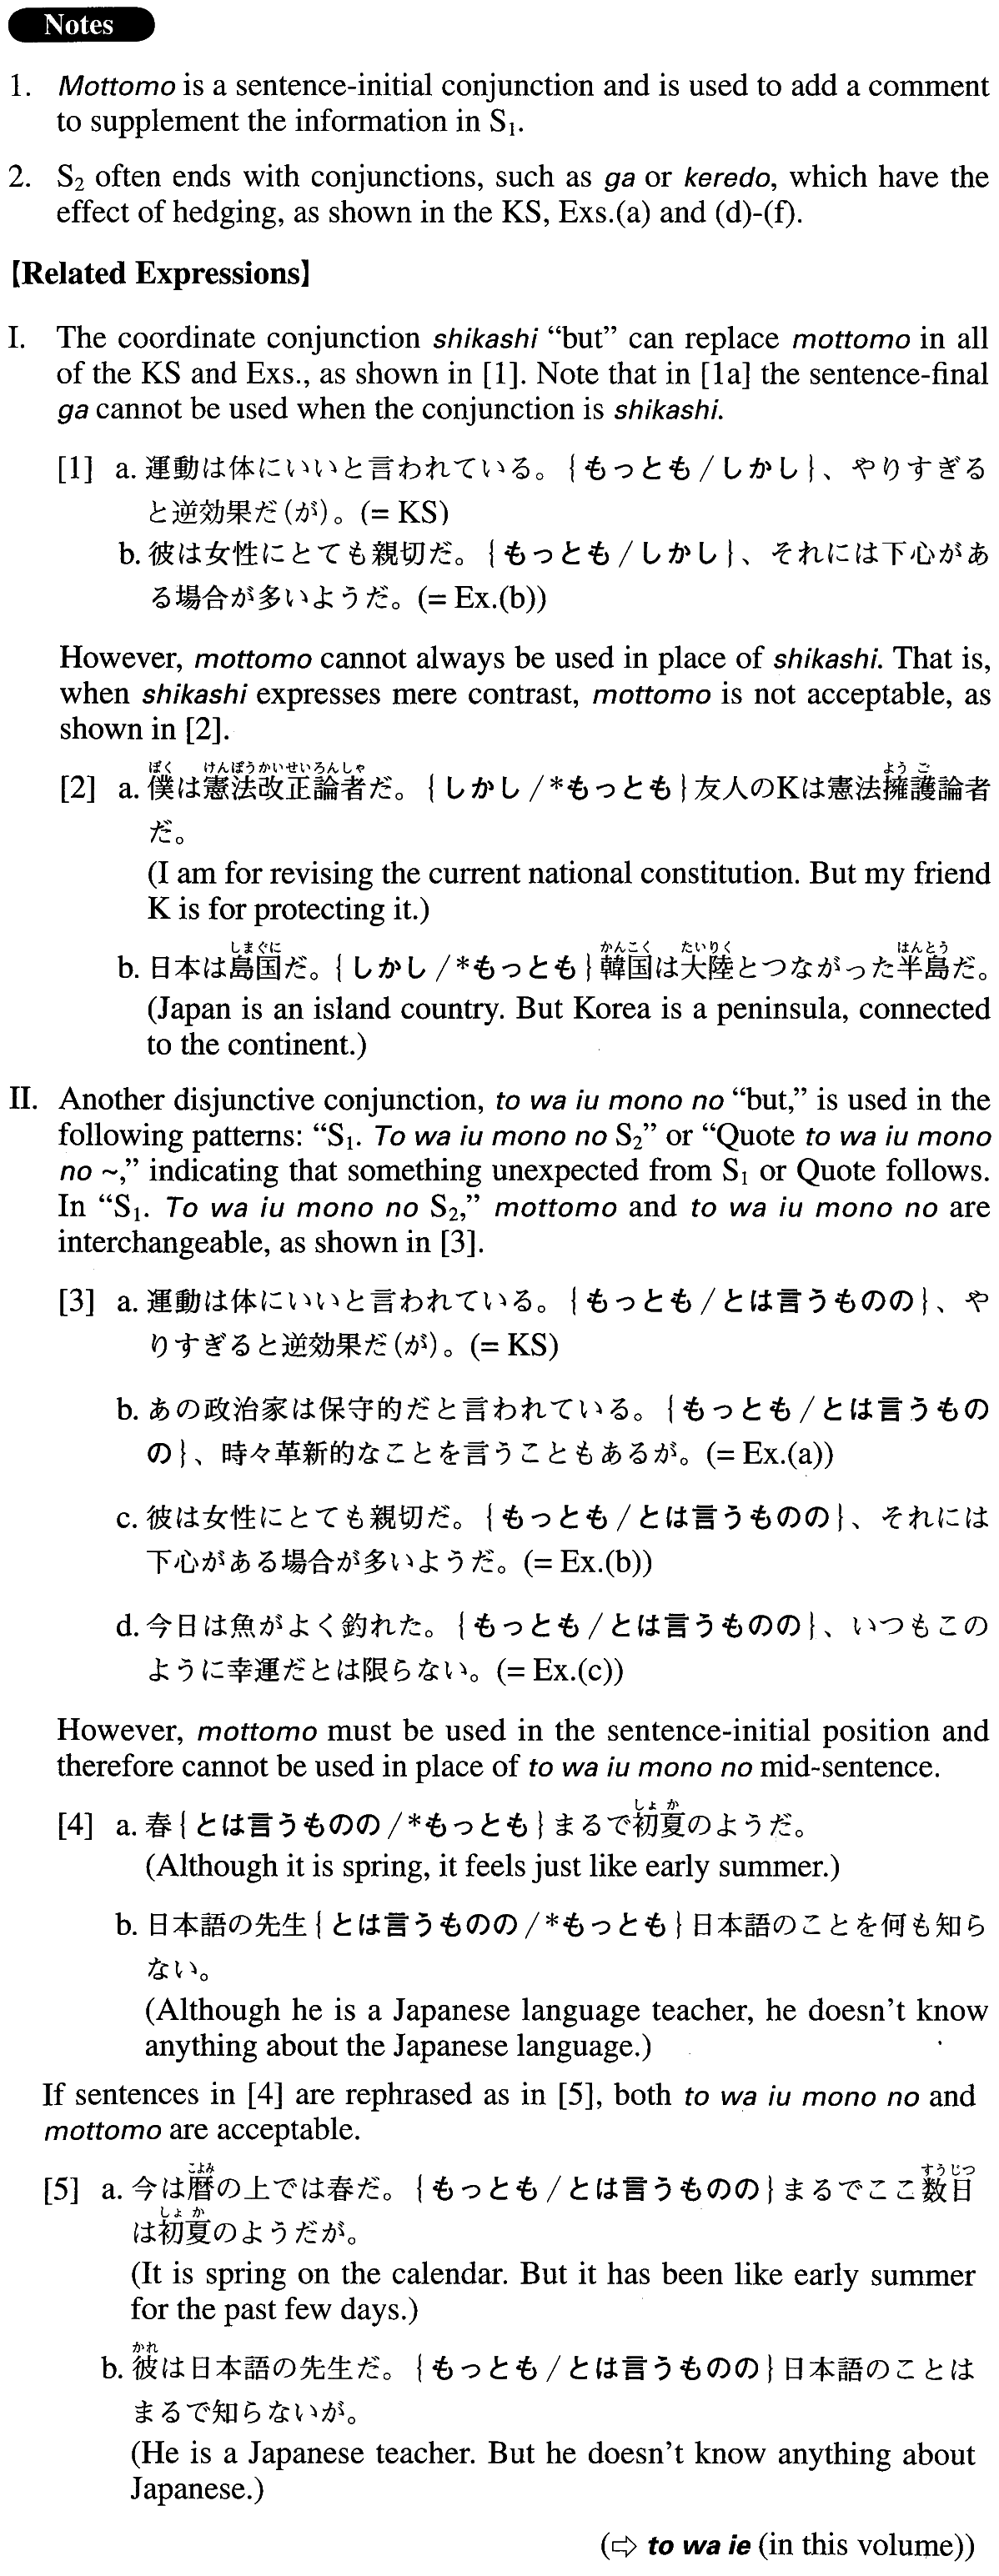 Notes
1. Mottomo is a sentence-initial conjunction and is used to add a comment
to supplement the information in S₁.
2. S₂ often ends with conjunctions, such as ga or keredo, which have the
effect of hedging, as shown in the KS, Exs.(a) and (d)-(f).
【Related Expressions】
I. The coordinate conjunction shikashi “but” can replace mottomo in all
of the KS and Exs., as shown in [1]. Note that in [1a] the sentence-final
ga cannot be used when the conjunction is shikashi.
[1] a. 運動は体にいいと言われている。{もっとも/しかし}、やりすぎる
と逆効果だ(が)。(= KS)
b. 彼は女性にとても親切だ。{もっとも/しかし}、それには下心があ
る場合が多いようだ。(= Ex.(b))
However, mottomo cannot always be used in place of shikashi. That is,
when shikashi expresses mere contrast, mottomo is not acceptable, as
shown in [2].
ぼく けんぽうかいせいろんしゃ ようご
[2] a. 僕は憲法改正論者だ。{しかし/*もっとも}友人のKは憲法擁護論者
だ。
(I am for revising the current national constitution. But my friend
K is for protecting it.)
しまぐに かんこく たいりく はんとう
b. 日本は島国だ。{しかし/*もっとも}韓国は大陸とつながった半島だ。
(Japan is an island country. But Korea is a peninsula, connected
to the continent.)
II. Another disjunctive conjunction, to wa iu mono no “but,” is used in the
following patterns: “S₁. To wa iu mono no S₂” or “Quote to wa iu mono
no ~,” indicating that something unexpected from S₁ or Quote follows.
In “S₁. To wa iu mono no S₂,” mottomo and to wa iu mono no are
interchangeable, as shown in [3].
[3] a. 運動は体にいいと言われている。{もっとも/とは言うものの}、や
りすぎると逆効果だ(が)。(= KS)
b. あの政治家は保守的だと言われている。{もっとも/とは言うもの
の}、時々革新的なことを言うこともあるが。(= Ex.(a))
c. 彼は女性にとても親切だ。{もっとも/とは言うものの}、それには
下心がある場合が多いようだ。(= Ex.(b))
d. 今日は魚がよく釣れた。{もっとも/とは言うものの}、いつもこの
ように幸運だとは限らない。(= Ex.(c))
However, mottomo must be used in the sentence-initial position and
therefore cannot be used in place of to wa iu mono no mid-sentence.
しょか
[4] a. 春{とは言うものの/*もっとも}まるで初夏のようだ。
(Although it is spring, it feels just like early summer.)
b. 日本語の先生{とは言うものの/*もっとも}日本語のことを何も知ら
ない。
(Although he is a Japanese language teacher, he doesn’t know
anything about the Japanese language.)
If sentences in [4] are rephrased as in [5], both to wa iu mono no and
mottomo are acceptable.
こよみ すうじつ
[5] a. 今は暦の上では春だ。{もっとも/とは言うものの}まるでここ数日
しょか
は初夏のようだが。
(It is spring on the calendar. But it has been like early summer
for the past few days.)
かれ
b. 彼は日本語の先生だ。{もっとも/とは言うものの}日本語のことは
まるで知らないが。
(He is a Japanese teacher. But he doesn’t know anything about
Japanese.)
(⇨ to wa ie (in this volume))